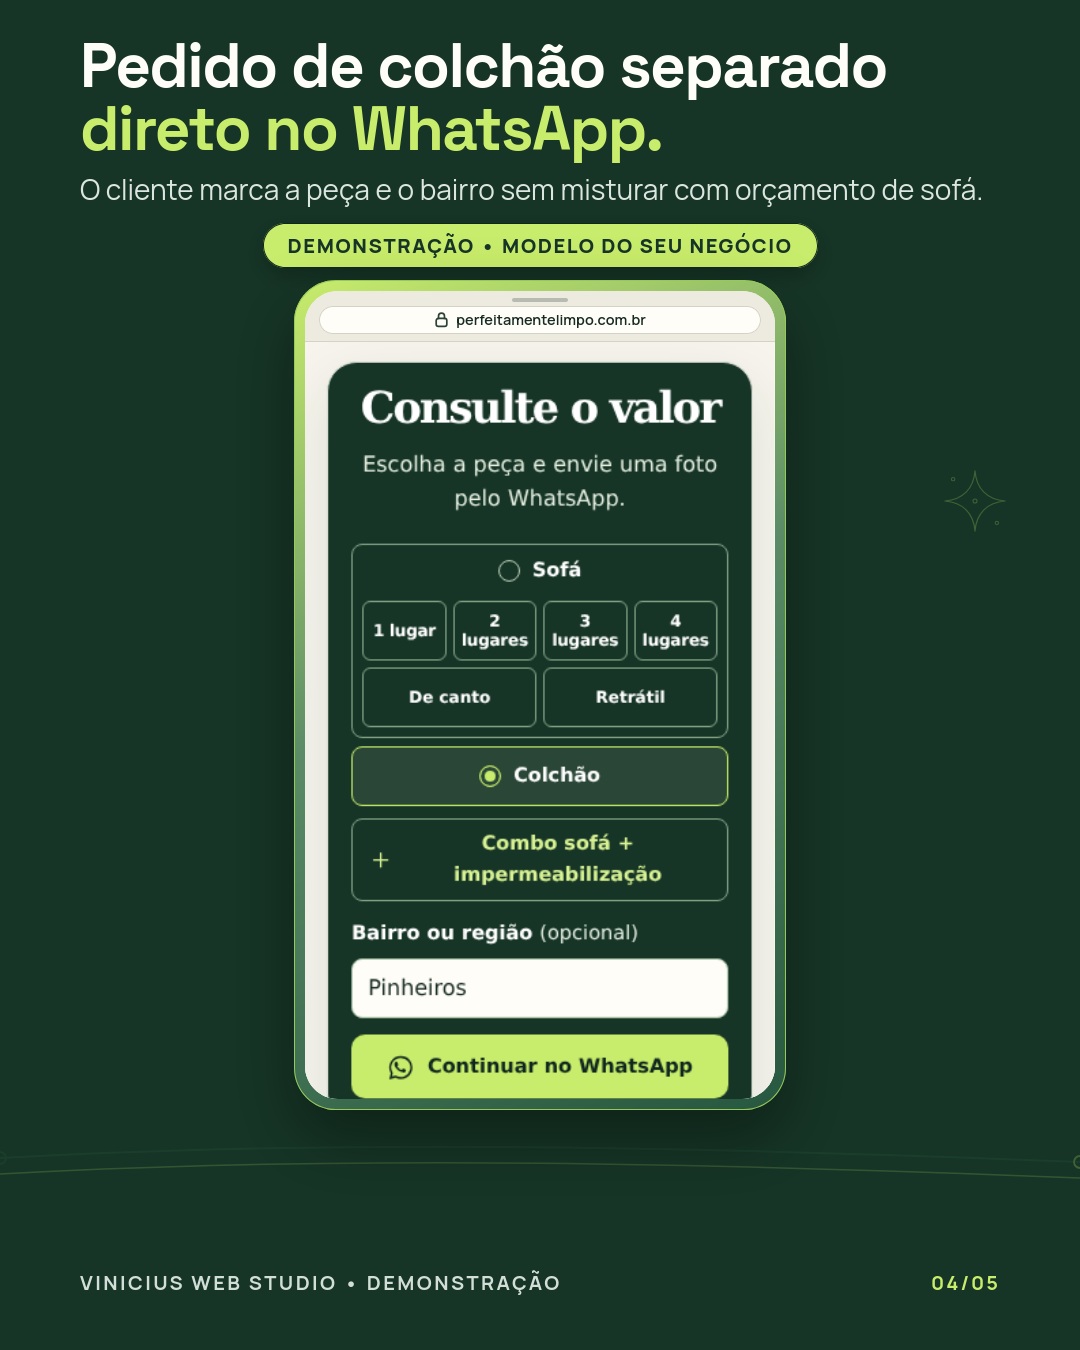 Pedido de colchão separado
direto no WhatsApp.
O cliente marca a peça e o bairro sem misturar com orçamento de sofá.
DEMONSTRAÇÃO • MODELO DO SEU NEGÓCIO
perfeitamentelimpo.com.br
Consulte o valor
Escolha a peça e envie uma foto
pelo WhatsApp.
Sofá
1 lugar
2
lugares
3
lugares
4
lugares
De canto
Retrátil
Colchão
+ Combo sofá +
impermeabilização
Bairro ou região (opcional)
Pinheiros
Continuar no WhatsApp
VINICIUS WEB STUDIO • DEMONSTRAÇÃO
04/05